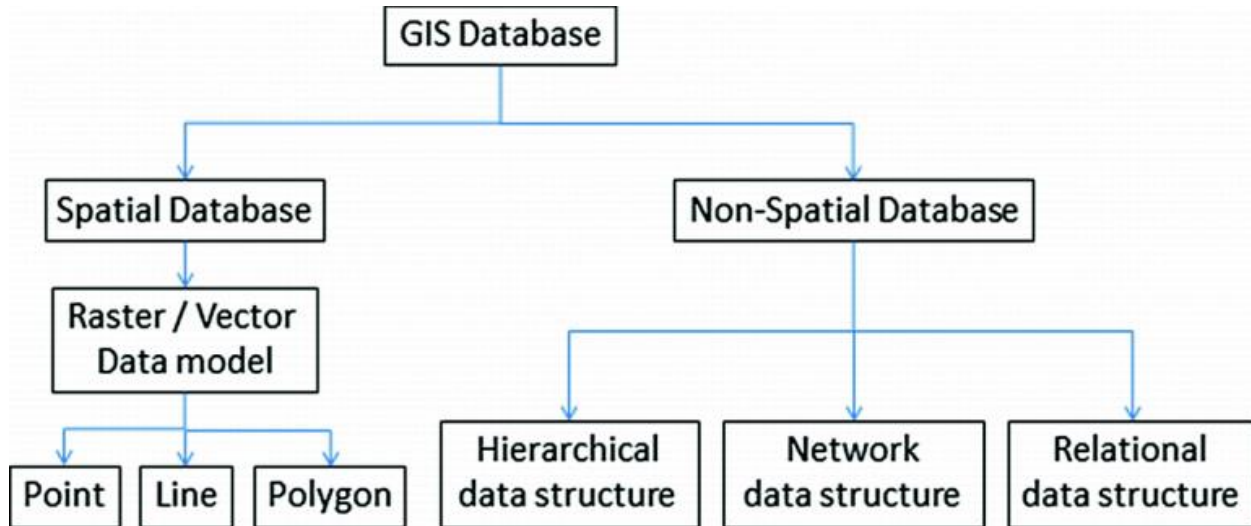 GIS Database
Spatial Database
Non-Spatial Database
Raster / Vector
Data model
Point
Line
Polygon
Hierarchical
data structure
Network
data structure
Relational
data structure